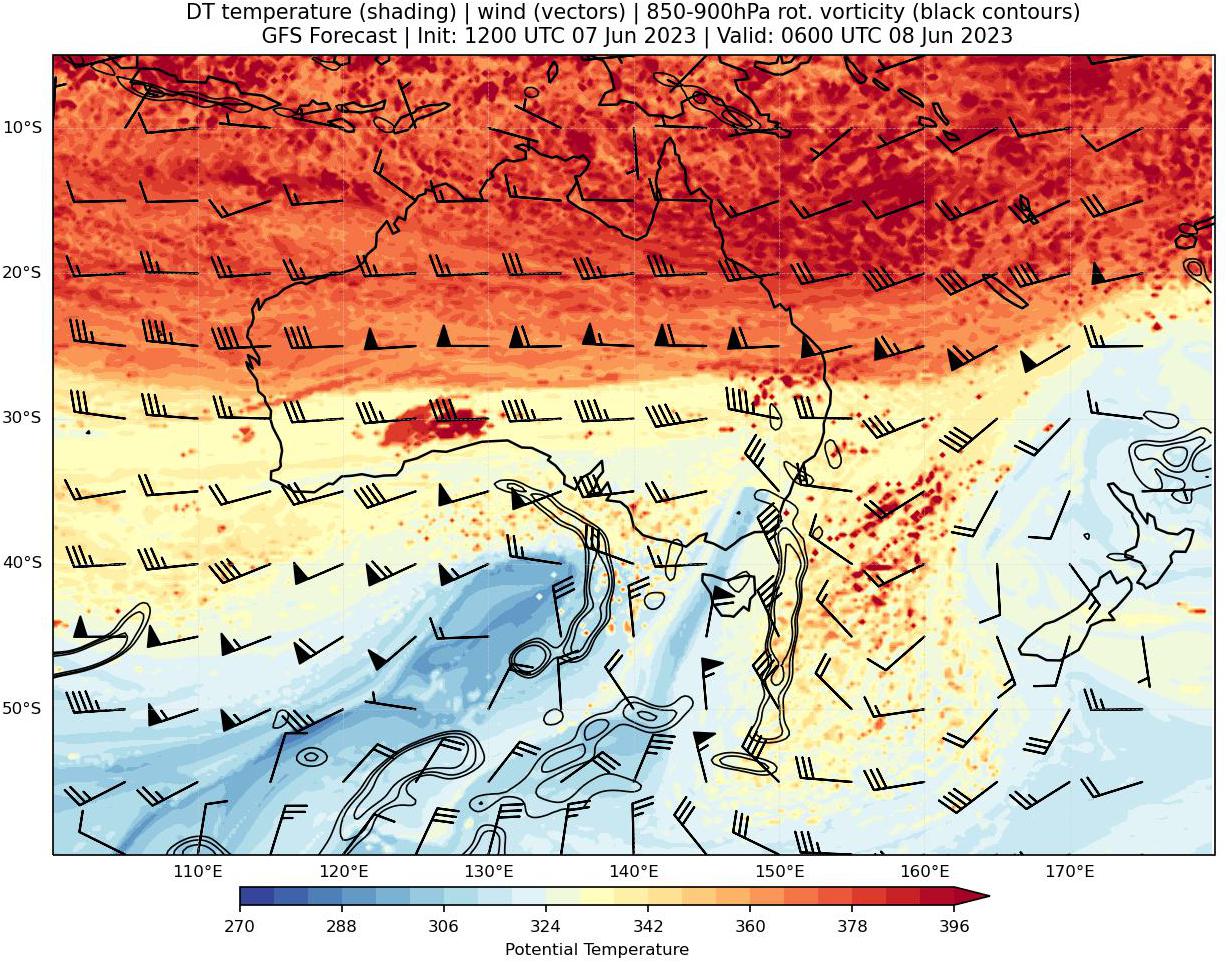 DT temperature (shading) | wind (vectors) | 850-900hPa rot. vorticity (black contours)
GFS Forecast | Init: 1200 UTC 07 Jun 2023 | Valid: 0600 UTC 08 Jun 2023
10°S
20°S
30°S
40°S
50°S
110°E 120°E 130°E 140°E 150°E 160°E 170°E
270 288 306 324 342 360 378 396
Potential Temperature